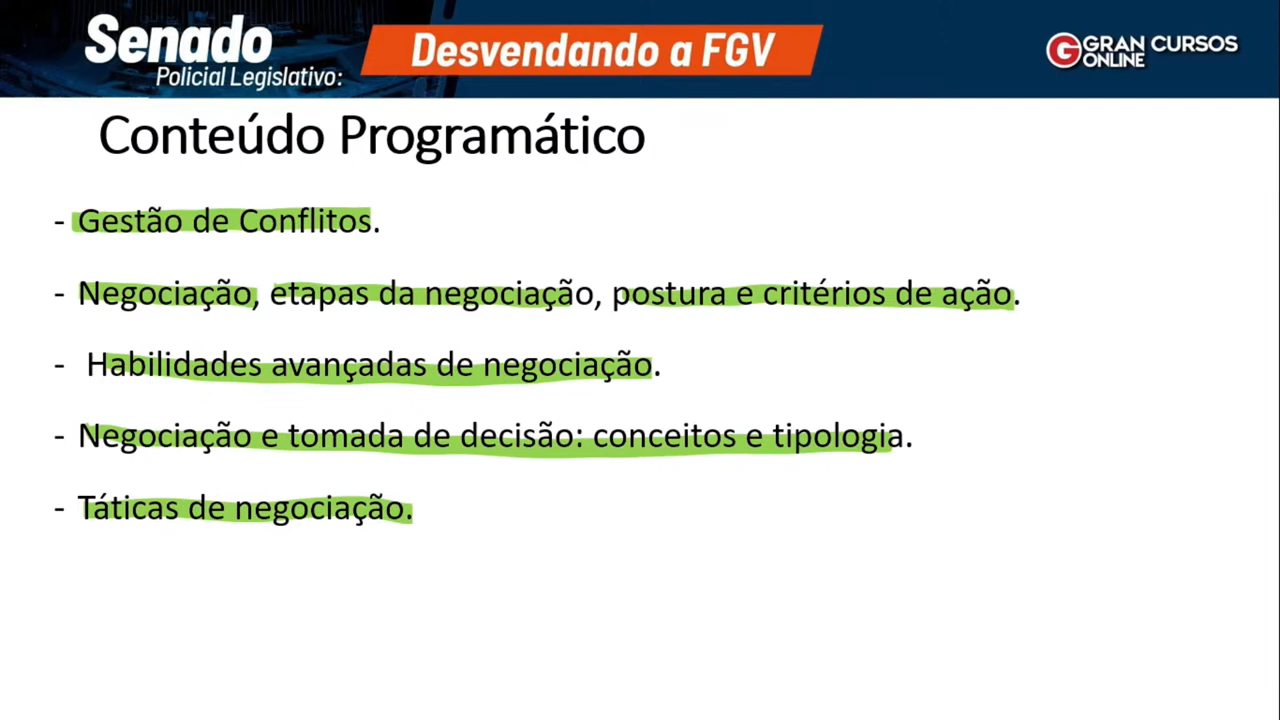 Senado
Policial Legislativo:
Desvendando a FGV
GRAN CURSOS
ONLINE
Conteúdo Programático
- Gestão de Conflitos.
- Negociação, etapas da negociação, postura e critérios de ação.
- Habilidades avançadas de negociação.
- Negociação e tomada de decisão: conceitos e tipologia.
- Táticas de negociação.